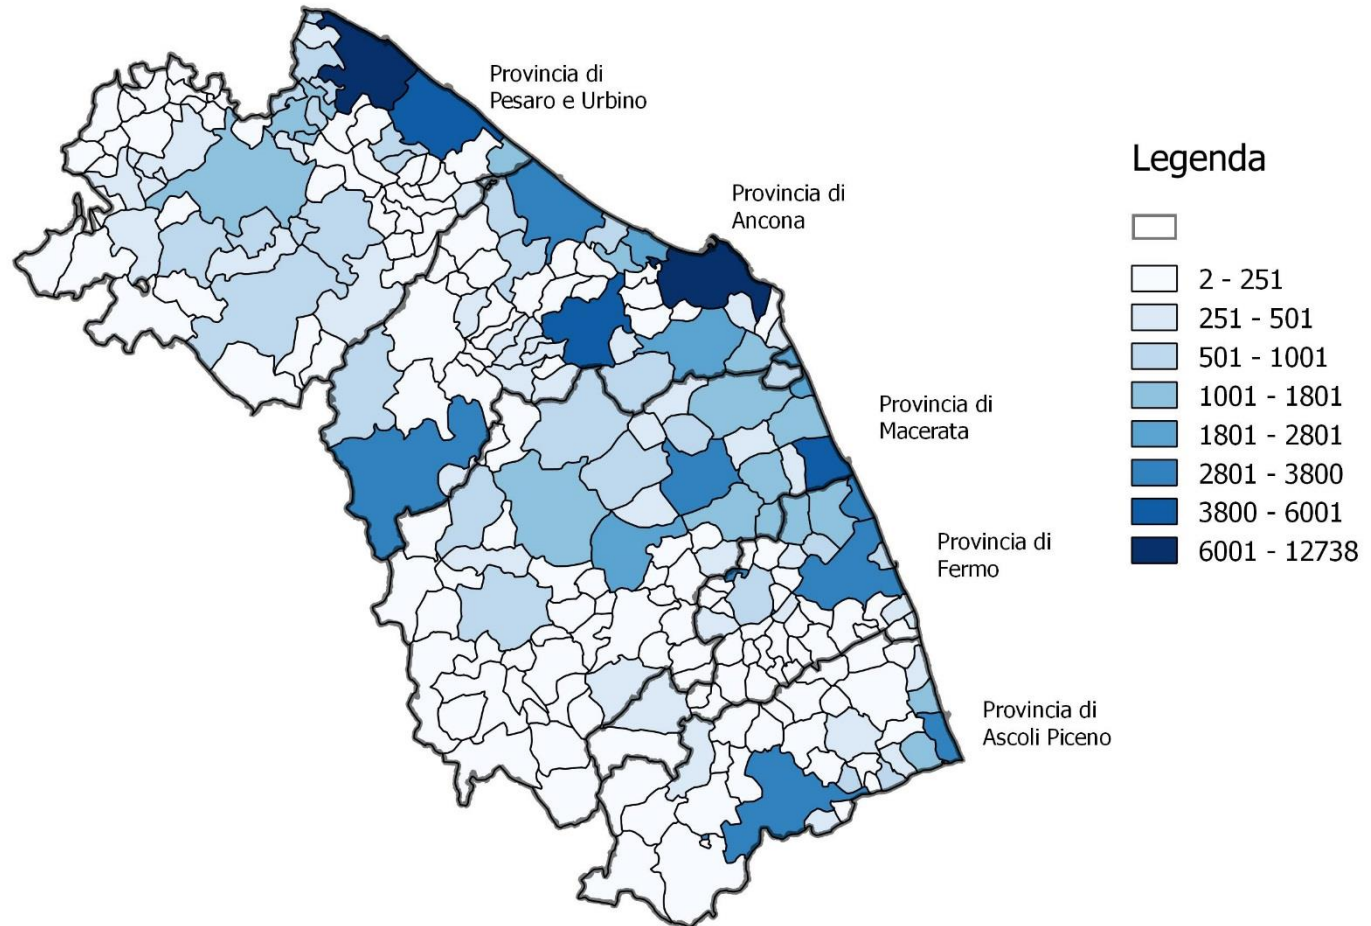 Provincia di
Pesaro e Urbino
Provincia di
Ancona
Provincia di
Macerata
Provincia di
Fermo
Provincia di
Ascoli Piceno
Legenda
2 - 251
251 - 501
501 - 1001
1001 - 1801
1801 - 2801
2801 - 3800
3800 - 6001
6001 - 12738